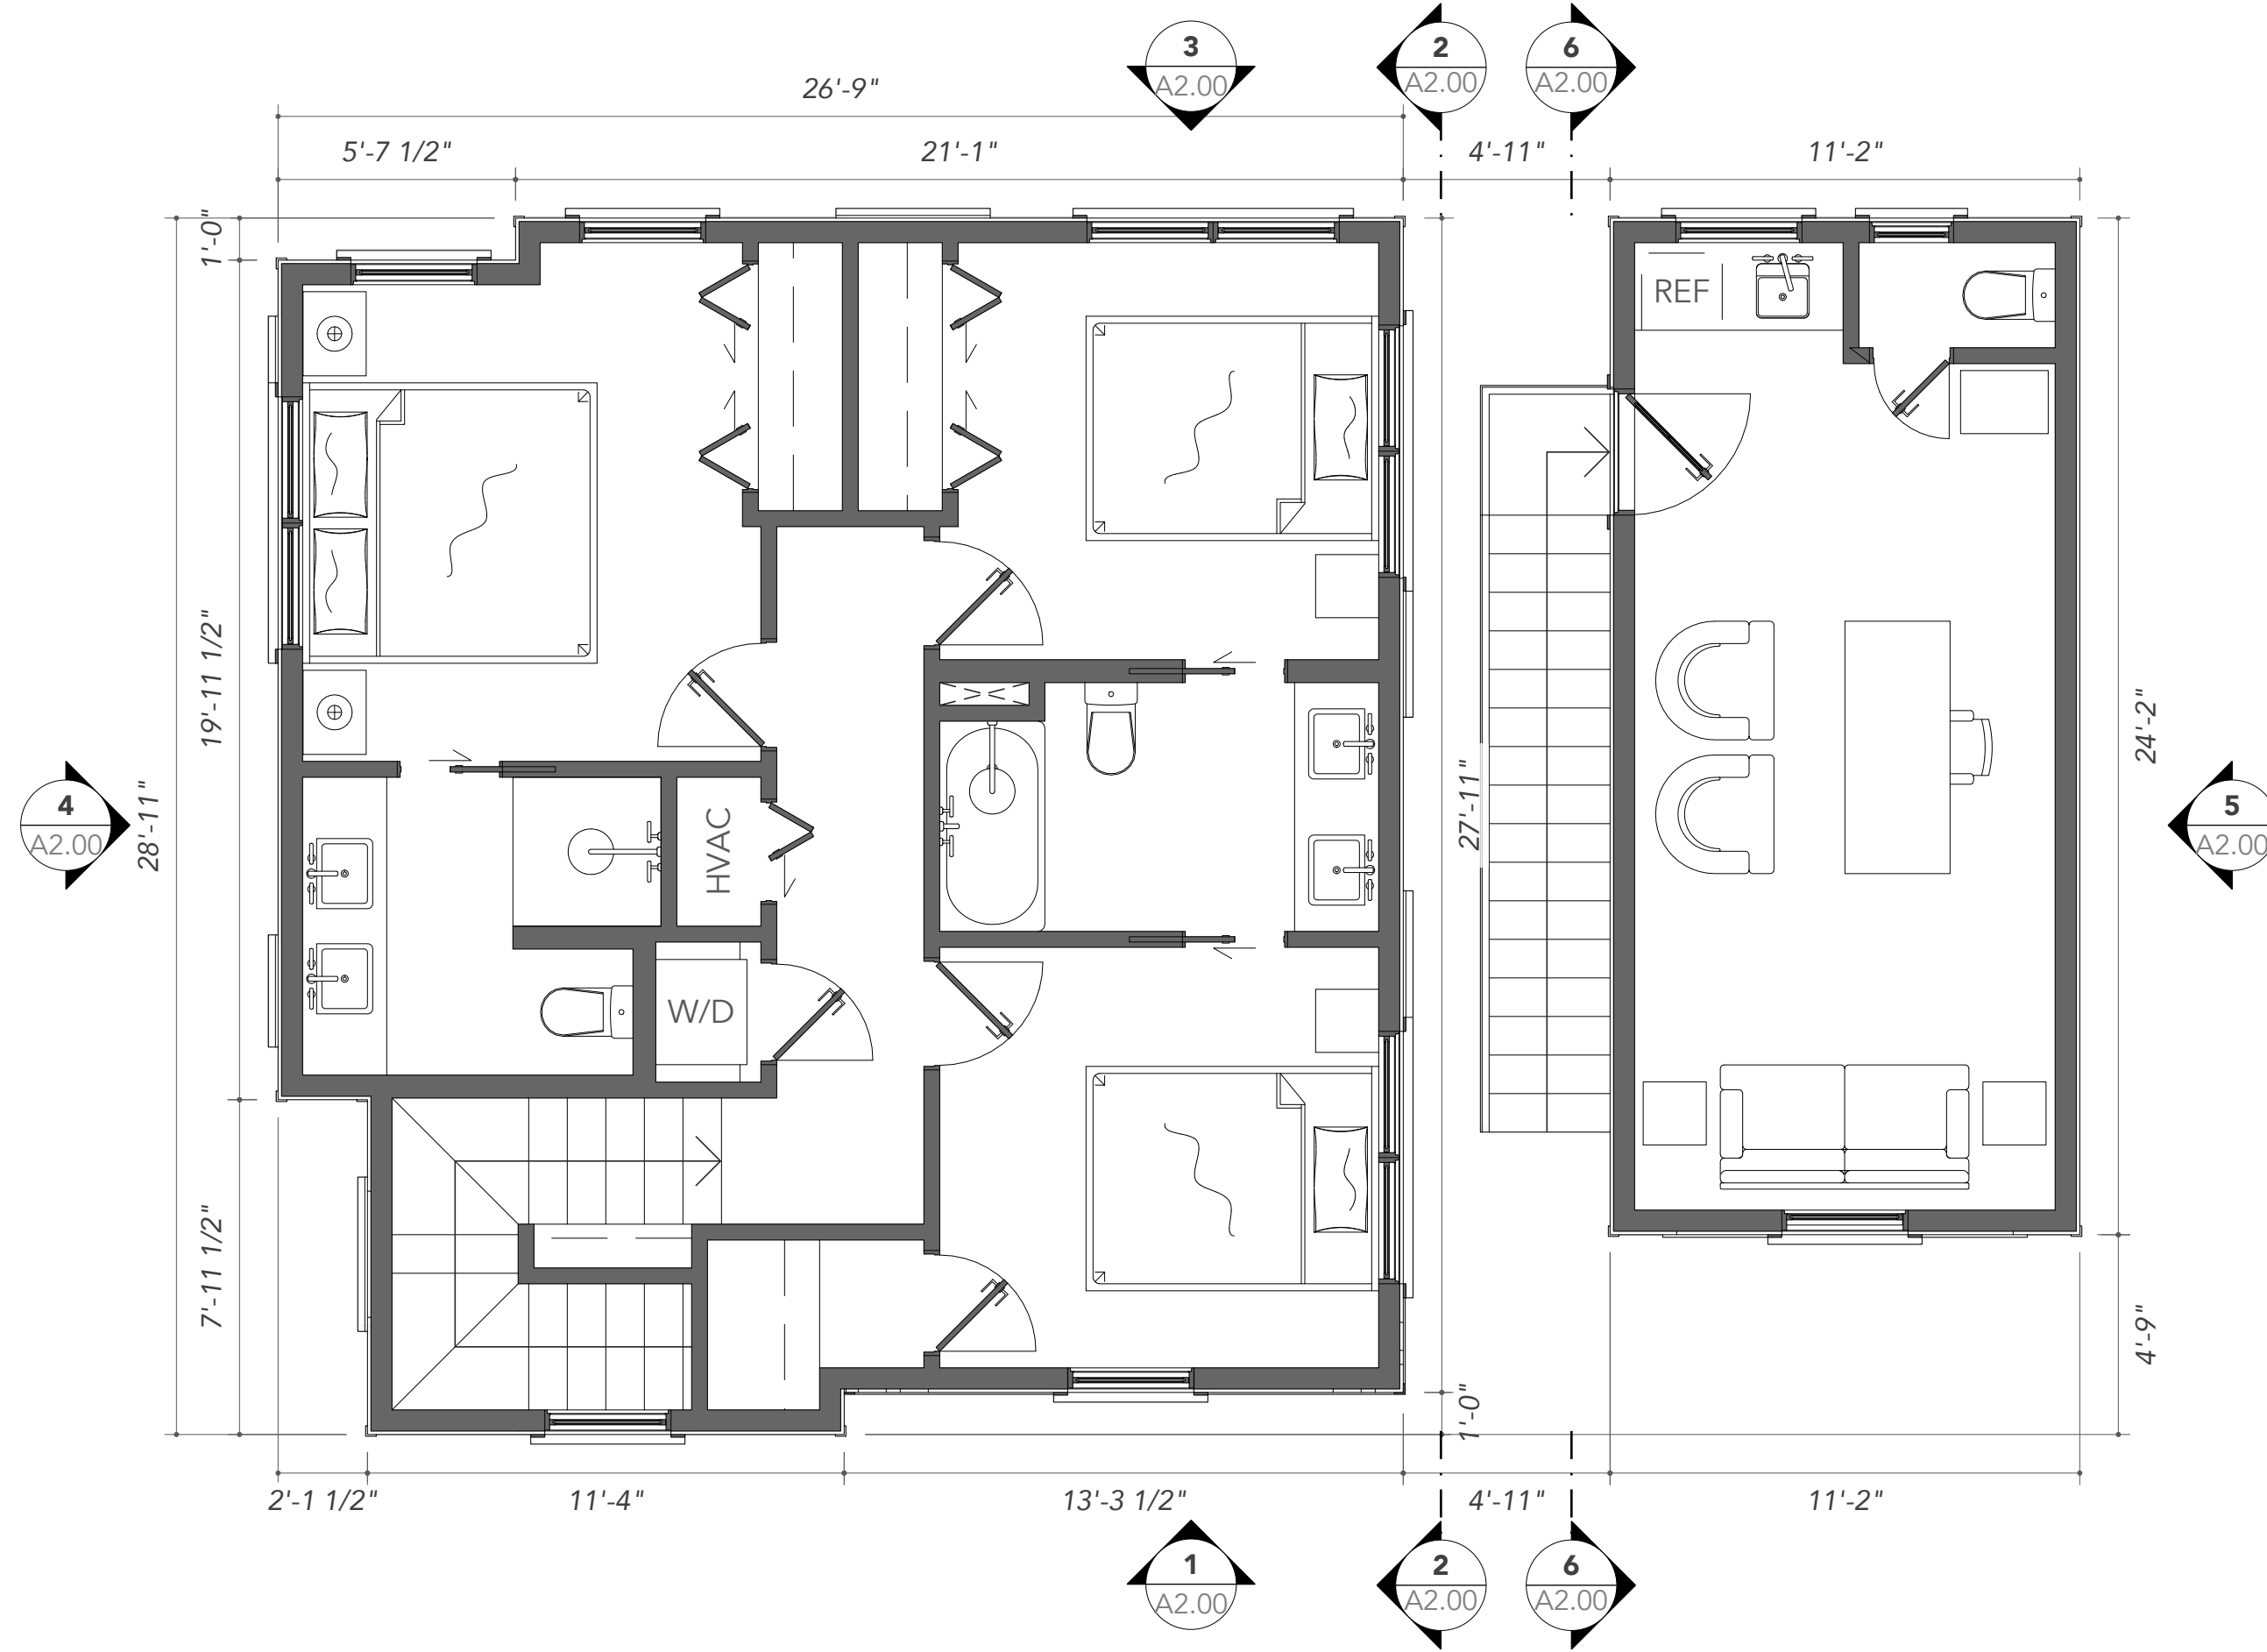 3
A2.00
2
A2.00
6
A2.00
26'-9"
5'-7 1/2"
21'-1"
4'-11"
11'-2"
1'-0"
REF
19'-11 1/2"
24'-2"
4
A2.00
28'-11"
HVAC
27'-11"
5
A2.00
W/D
7'-11 1/2"
4'-9"
1'-0"
2'-1 1/2"
11'-4"
13'-3 1/2"
4'-11"
11'-2"
1
A2.00
2
A2.00
6
A2.00